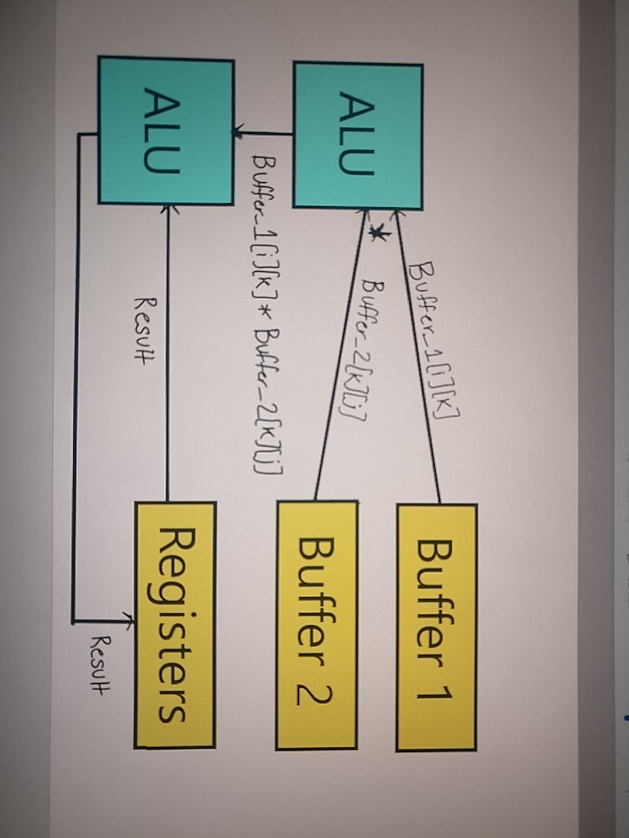 Buffer 1
Buffer_1[i][k]
ALU
*
Buffer_2[k][j]
Buffer 2
Buffer_1[i][k] * Buffer_2[k][j]
ALU
Result
Registers
Result